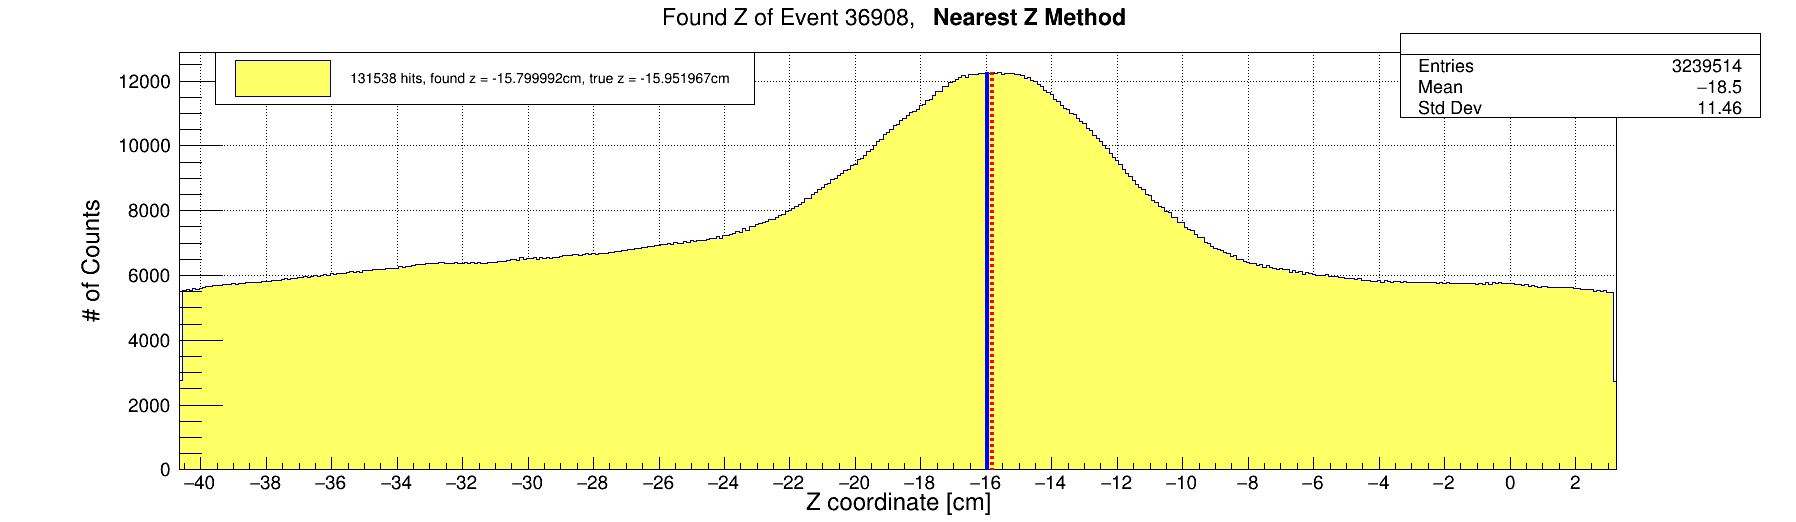 Found Z of Event 36908, Nearest Z Method
131538 hits, found z = -15.799992cm, true z = -15.951967cm
Entries 3239514
Mean −18.5
Std Dev 11.46
# of Counts
12000
10000
8000
6000
4000
2000
0
−40 −38 −36 −34 −32 −30 −28 −26 −24 −22 −20 −18 −16 −14 −12 −10 −8 −6 −4 −2 0 2
Z coordinate [cm]